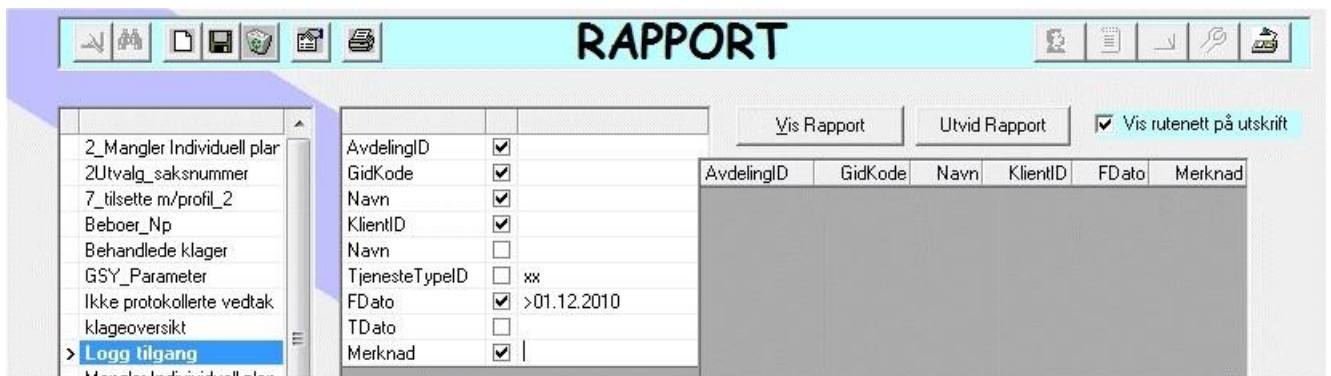 RAPPORT
Vis Rapport
Utvid Rapport
Vis rutenett på utskrift
2_Mangler Individuell plan
2Utvalg_saksnummer
7_tilsette m/profil_2
Beboer_Np
Behandlede klager
GSY_Parameter
Ikke protokollerte vedtak
klageoversikt
> Logg tilgang
AvdelingID
GidKode
Navn
KlientID
Navn
TjenesteTypeID xx
FDato >01.12.2010
TDato
Merknad
AvdelingID GidKode Navn KlientID FDato Merknad